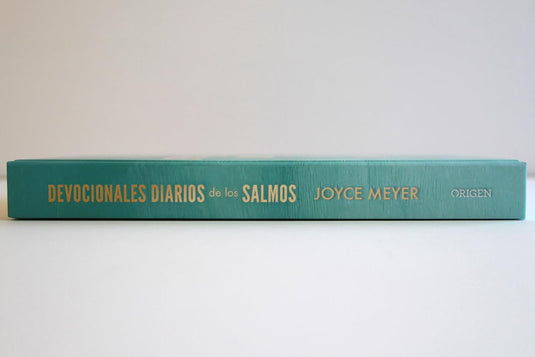 DEVOCIONALES DIARIOS de los SALMOS JOYCE MEYER ORIGEN